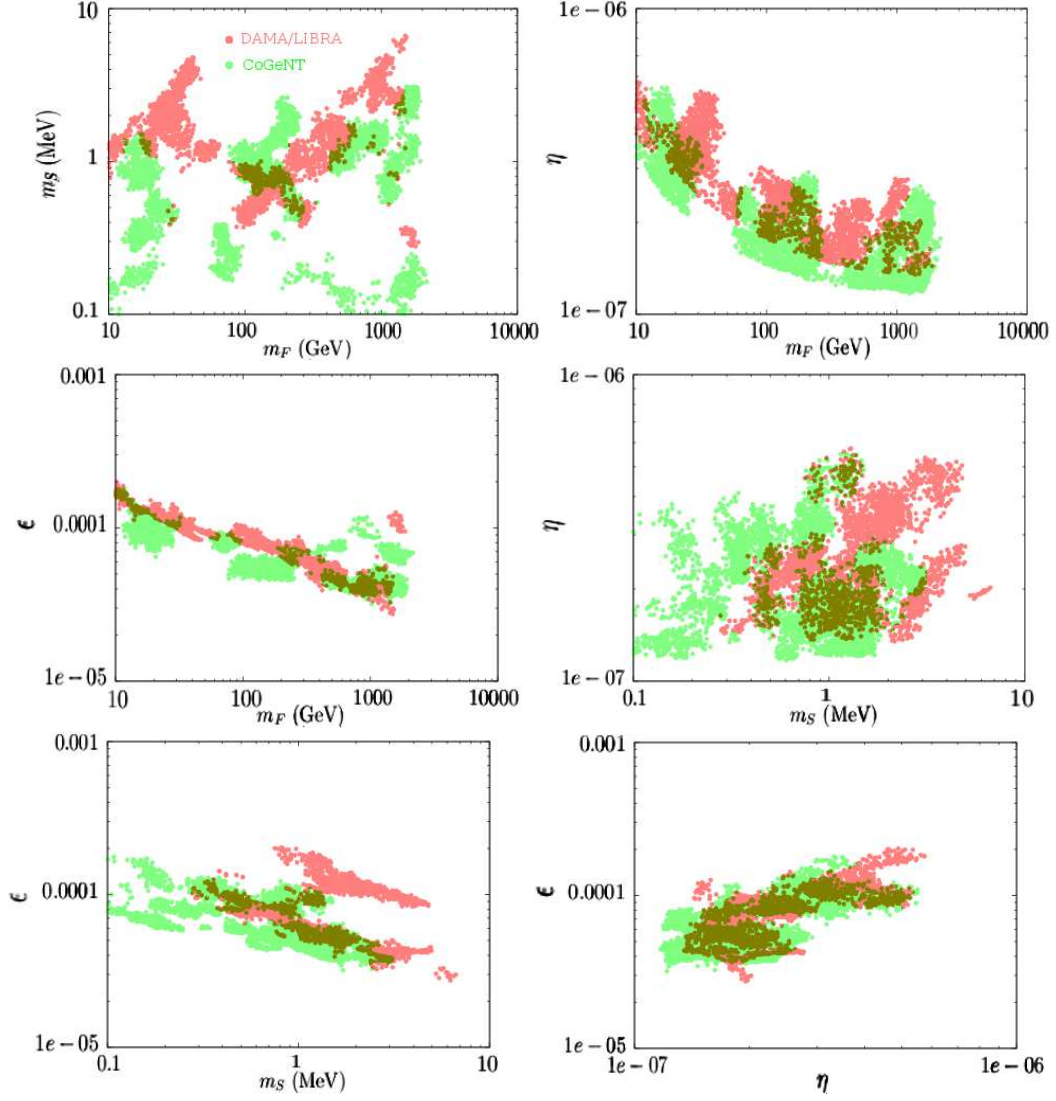 10
DAMA/LIBRA
CoGeNT
m_S (MeV)
1
0.1
10 100 1000 10000
m_F (GeV)
1e − 06
η
1e − 07
10 100 1000 10000
m_F (GeV)
0.001
ϵ
0.0001
1e − 05
10 100 1000 10000
m_F (GeV)
1e − 06
η
1e − 07
0.1 1 10
m_S (MeV)
0.001
ϵ
0.0001
1e − 05
0.1 1 10
m_S (MeV)
0.001
ϵ
0.0001
1e − 05
1e − 07 1e − 06
η